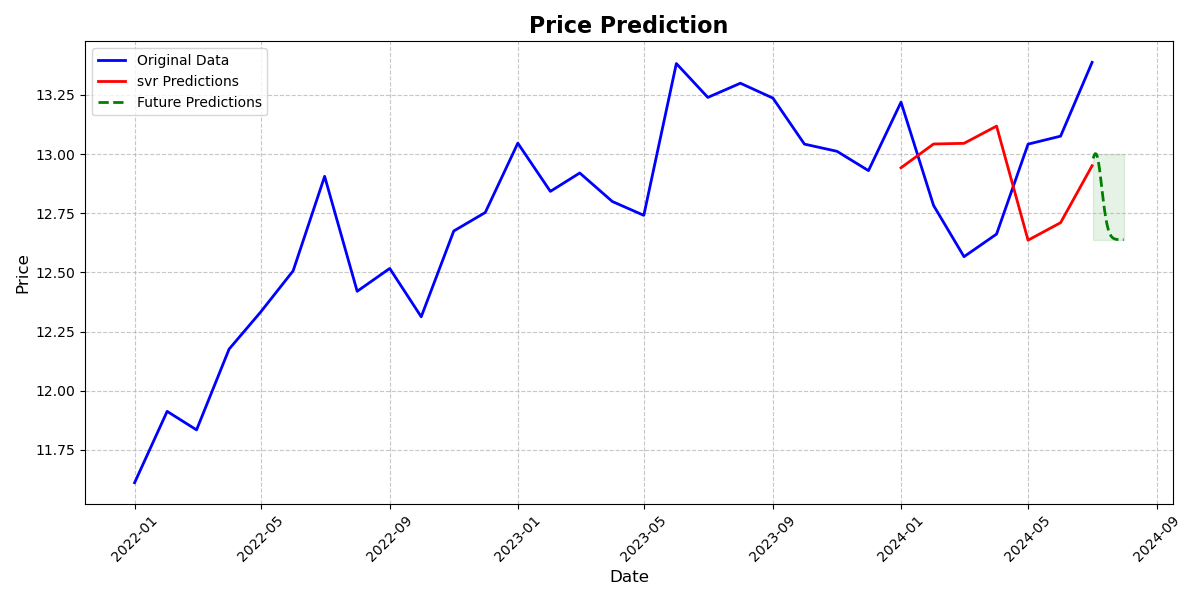 Price Prediction
Original Data
svr Predictions
Future Predictions
Price
13.25
13.00
12.75
12.50
12.25
12.00
11.75
2022-01
2022-05
2022-09
2023-01
2023-05
2023-09
2024-01
2024-05
2024-09
Date